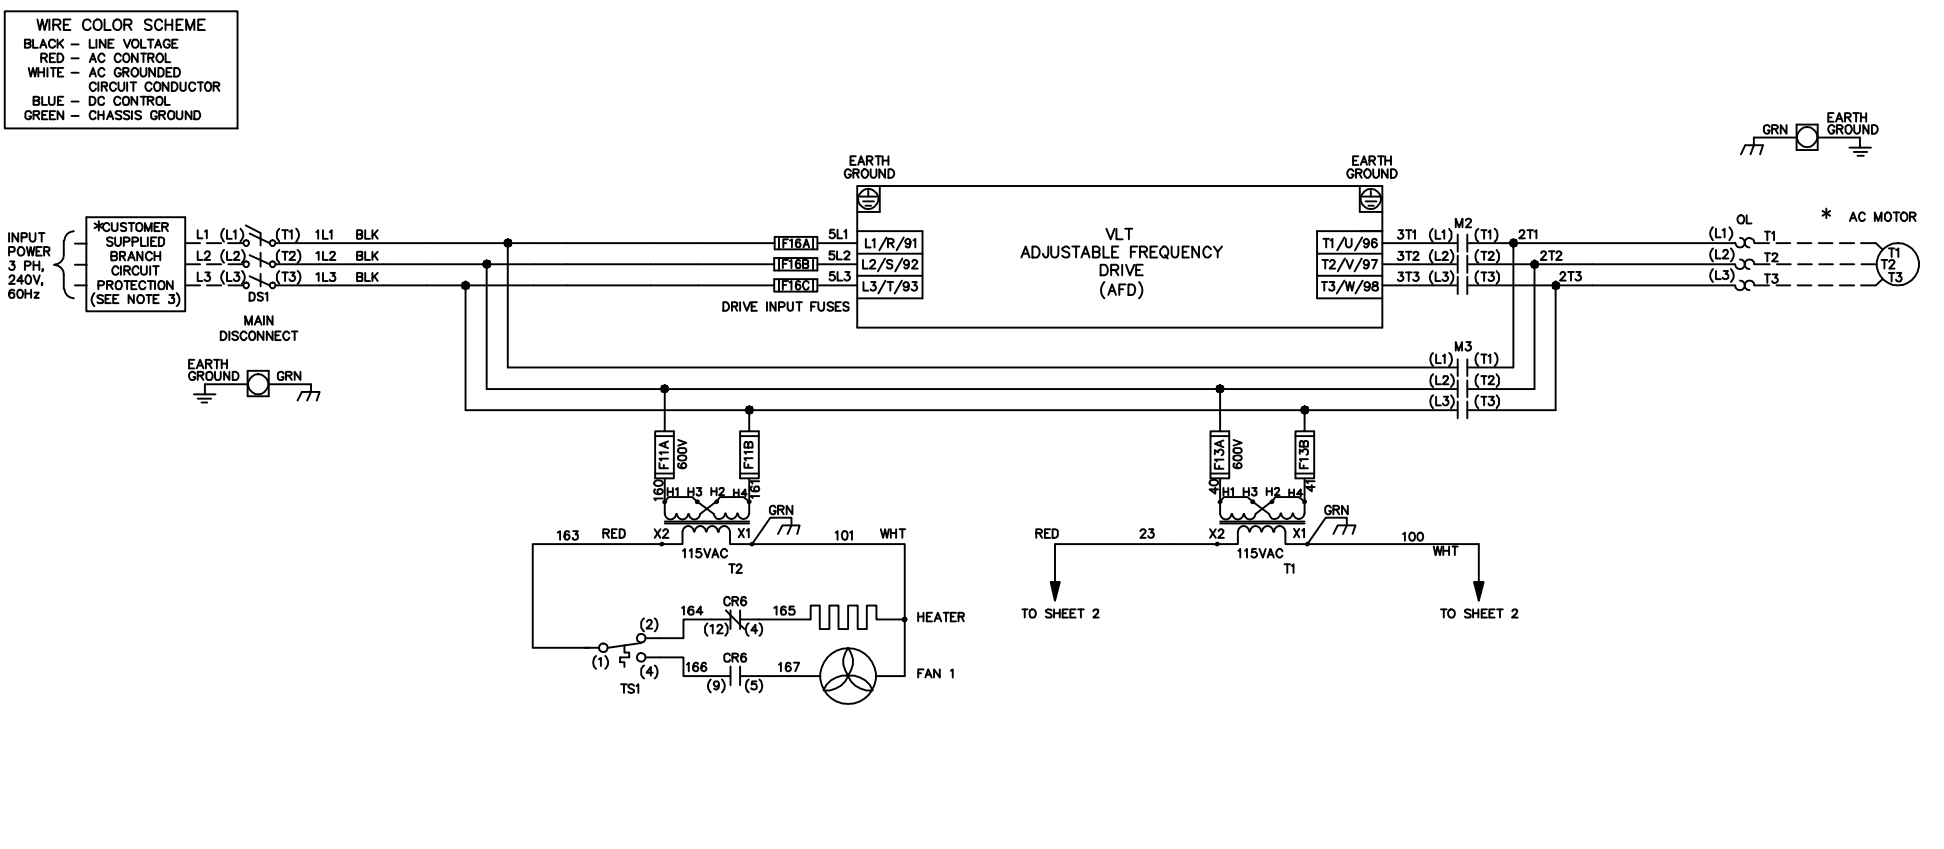 WIRE COLOR SCHEME
BLACK – LINE VOLTAGE
RED – AC CONTROL
WHITE – AC GROUNDED
CIRCUIT CONDUCTOR
BLUE – DC CONTROL
GREEN – CHASSIS GROUND
GRN
EARTH
GROUND
EARTH
GROUND
EARTH
GROUND
INPUT
POWER
3 PH,
240V,
60Hz
*CUSTOMER
SUPPLIED
BRANCH
CIRCUIT
PROTECTION
(SEE NOTE 3)
L1 (L1) (T1) 1L1 BLK
L2 (L2) (T2) 1L2 BLK
L3 (L3) (T3) 1L3 BLK
DS1
MAIN
DISCONNECT
EARTH
GROUND
GRN
F16A 5L1 L1/R/91
F16B 5L2 L2/S/92
F16C 5L3 L3/T/93
DRIVE INPUT FUSES
VLT
ADJUSTABLE FREQUENCY
DRIVE
(AFD)
M2
T1/U/96 3T1 (L1) (T1) 2T1
T2/V/97 3T2 (L2) (T2) 2T2
T3/W/98 3T3 (L3) (T3) 2T3
OL
* AC MOTOR
(L1) T1
(L2) T2
(L3) T3
T1
T2
T3
M3
(L1) (T1)
(L2) (T2)
(L3) (T3)
F11A
600V
F11B
160
161
H1 H3 H2 H4
GRN
163 RED X2 X1 101 WHT
115VAC
T2
F13A
600V
F13B
40
41
H1 H3 H2 H4
GRN
RED 23 X2 X1 100
WHT
115VAC
T1
TO SHEET 2
TO SHEET 2
CR6
164 165
(2) (12) (4)
HEATER
(1)
(4)
TS1
CR6
166 167
(9) (5)
FAN 1